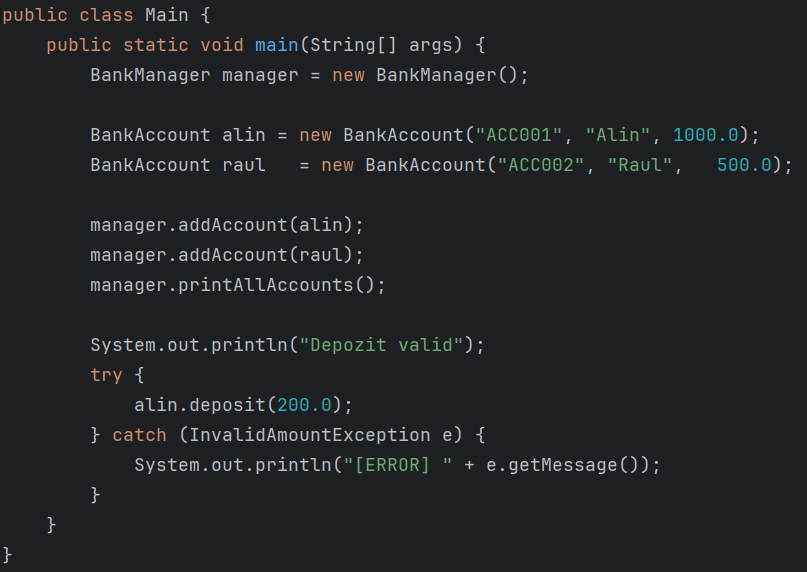 public class Main {
    public static void main(String[] args) {
        BankManager manager = new BankManager();

        BankAccount alin = new BankAccount("ACC001", "Alin", 1000.0);
        BankAccount raul   = new BankAccount("ACC002", "Raul",   500.0);

        manager.addAccount(alin);
        manager.addAccount(raul);
        manager.printAllAccounts();

        System.out.println("Depozit valid");
        try {
            alin.deposit(200.0);
        } catch (InvalidAmountException e) {
            System.out.println("[ERROR] " + e.getMessage());
        }
    }
}